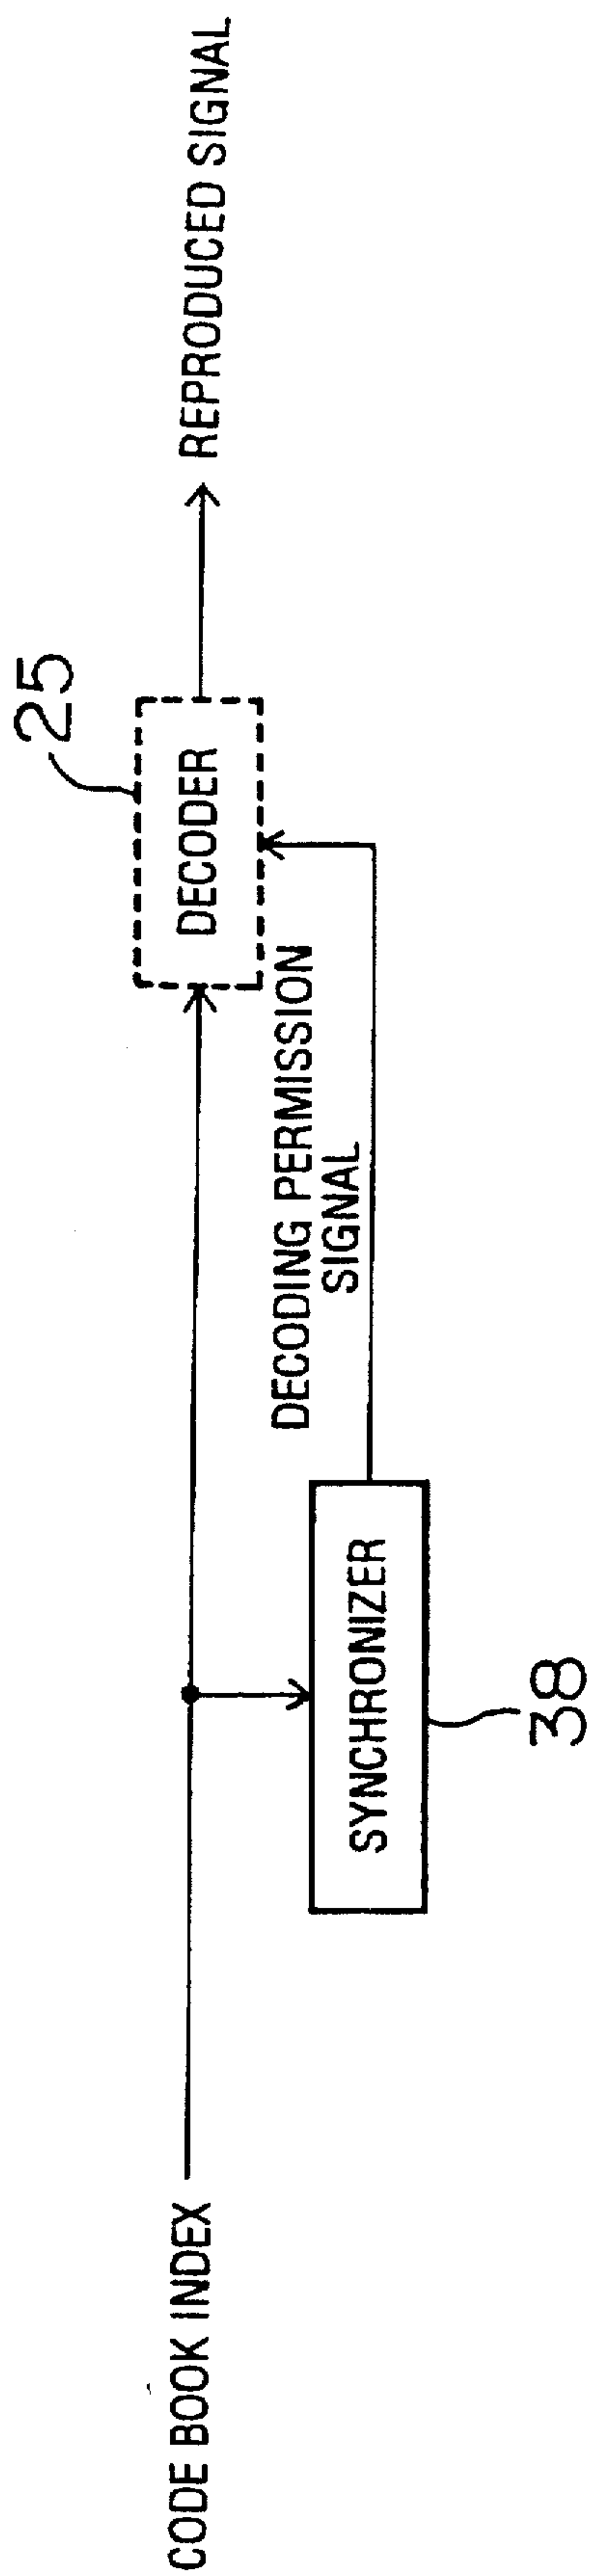 CODE BOOK INDEX
SYNCHRONIZER
38
DECODING PERMISSION
SIGNAL
DECODER
25
REPRODUCED SIGNAL